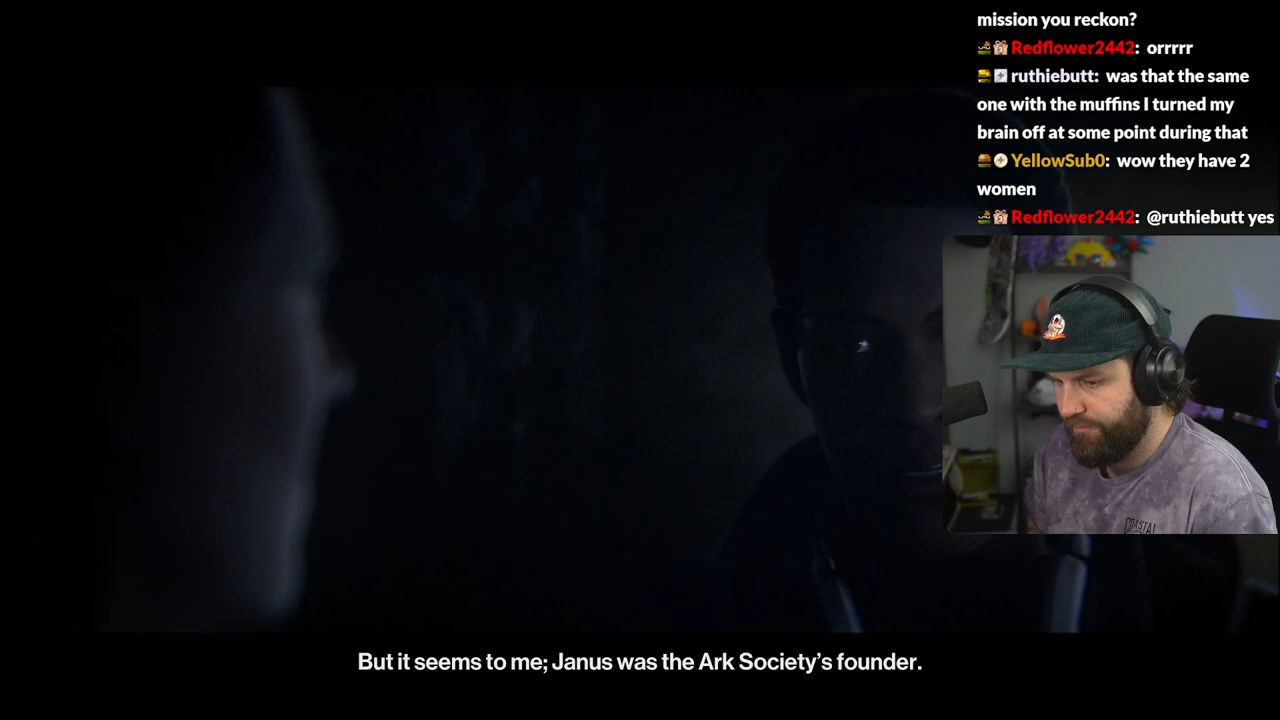 mission you reckon?
Redflower2442: orrrrr
ruthiebutt: was that the same
one with the muffins I turned my
brain off at some point during that
YellowSub0: wow they have 2
women
Redflower2442: @ruthiebutt yes
COASTAL
But it seems to me; Janus was the Ark Society's founder.